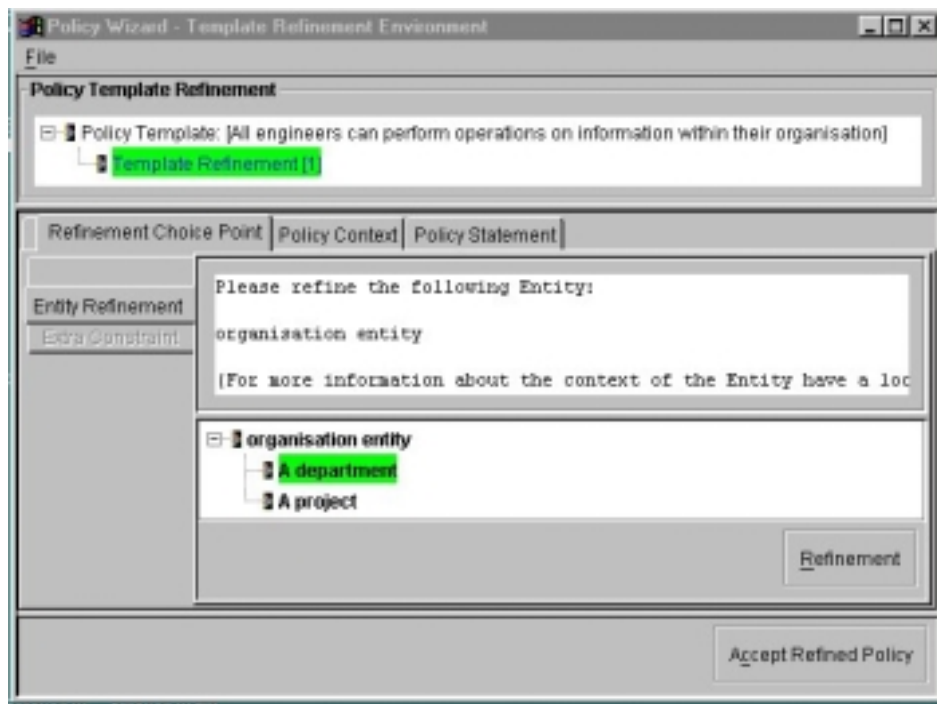 Policy Wizard - Template Refinement Environment
File
Policy Template Refinement
Policy Template: [All engineers can perform operations on information within their organisation]
Template Refinement [1]
Refinement Choice Point Policy Context Policy Statement
Please refine the following Entity:
Entity Refinement
Extra Constraint
organisation entity
(For more information about the context of the Entity have a loc
organisation entity
A department
A project
Refinement
Accept Refined Policy